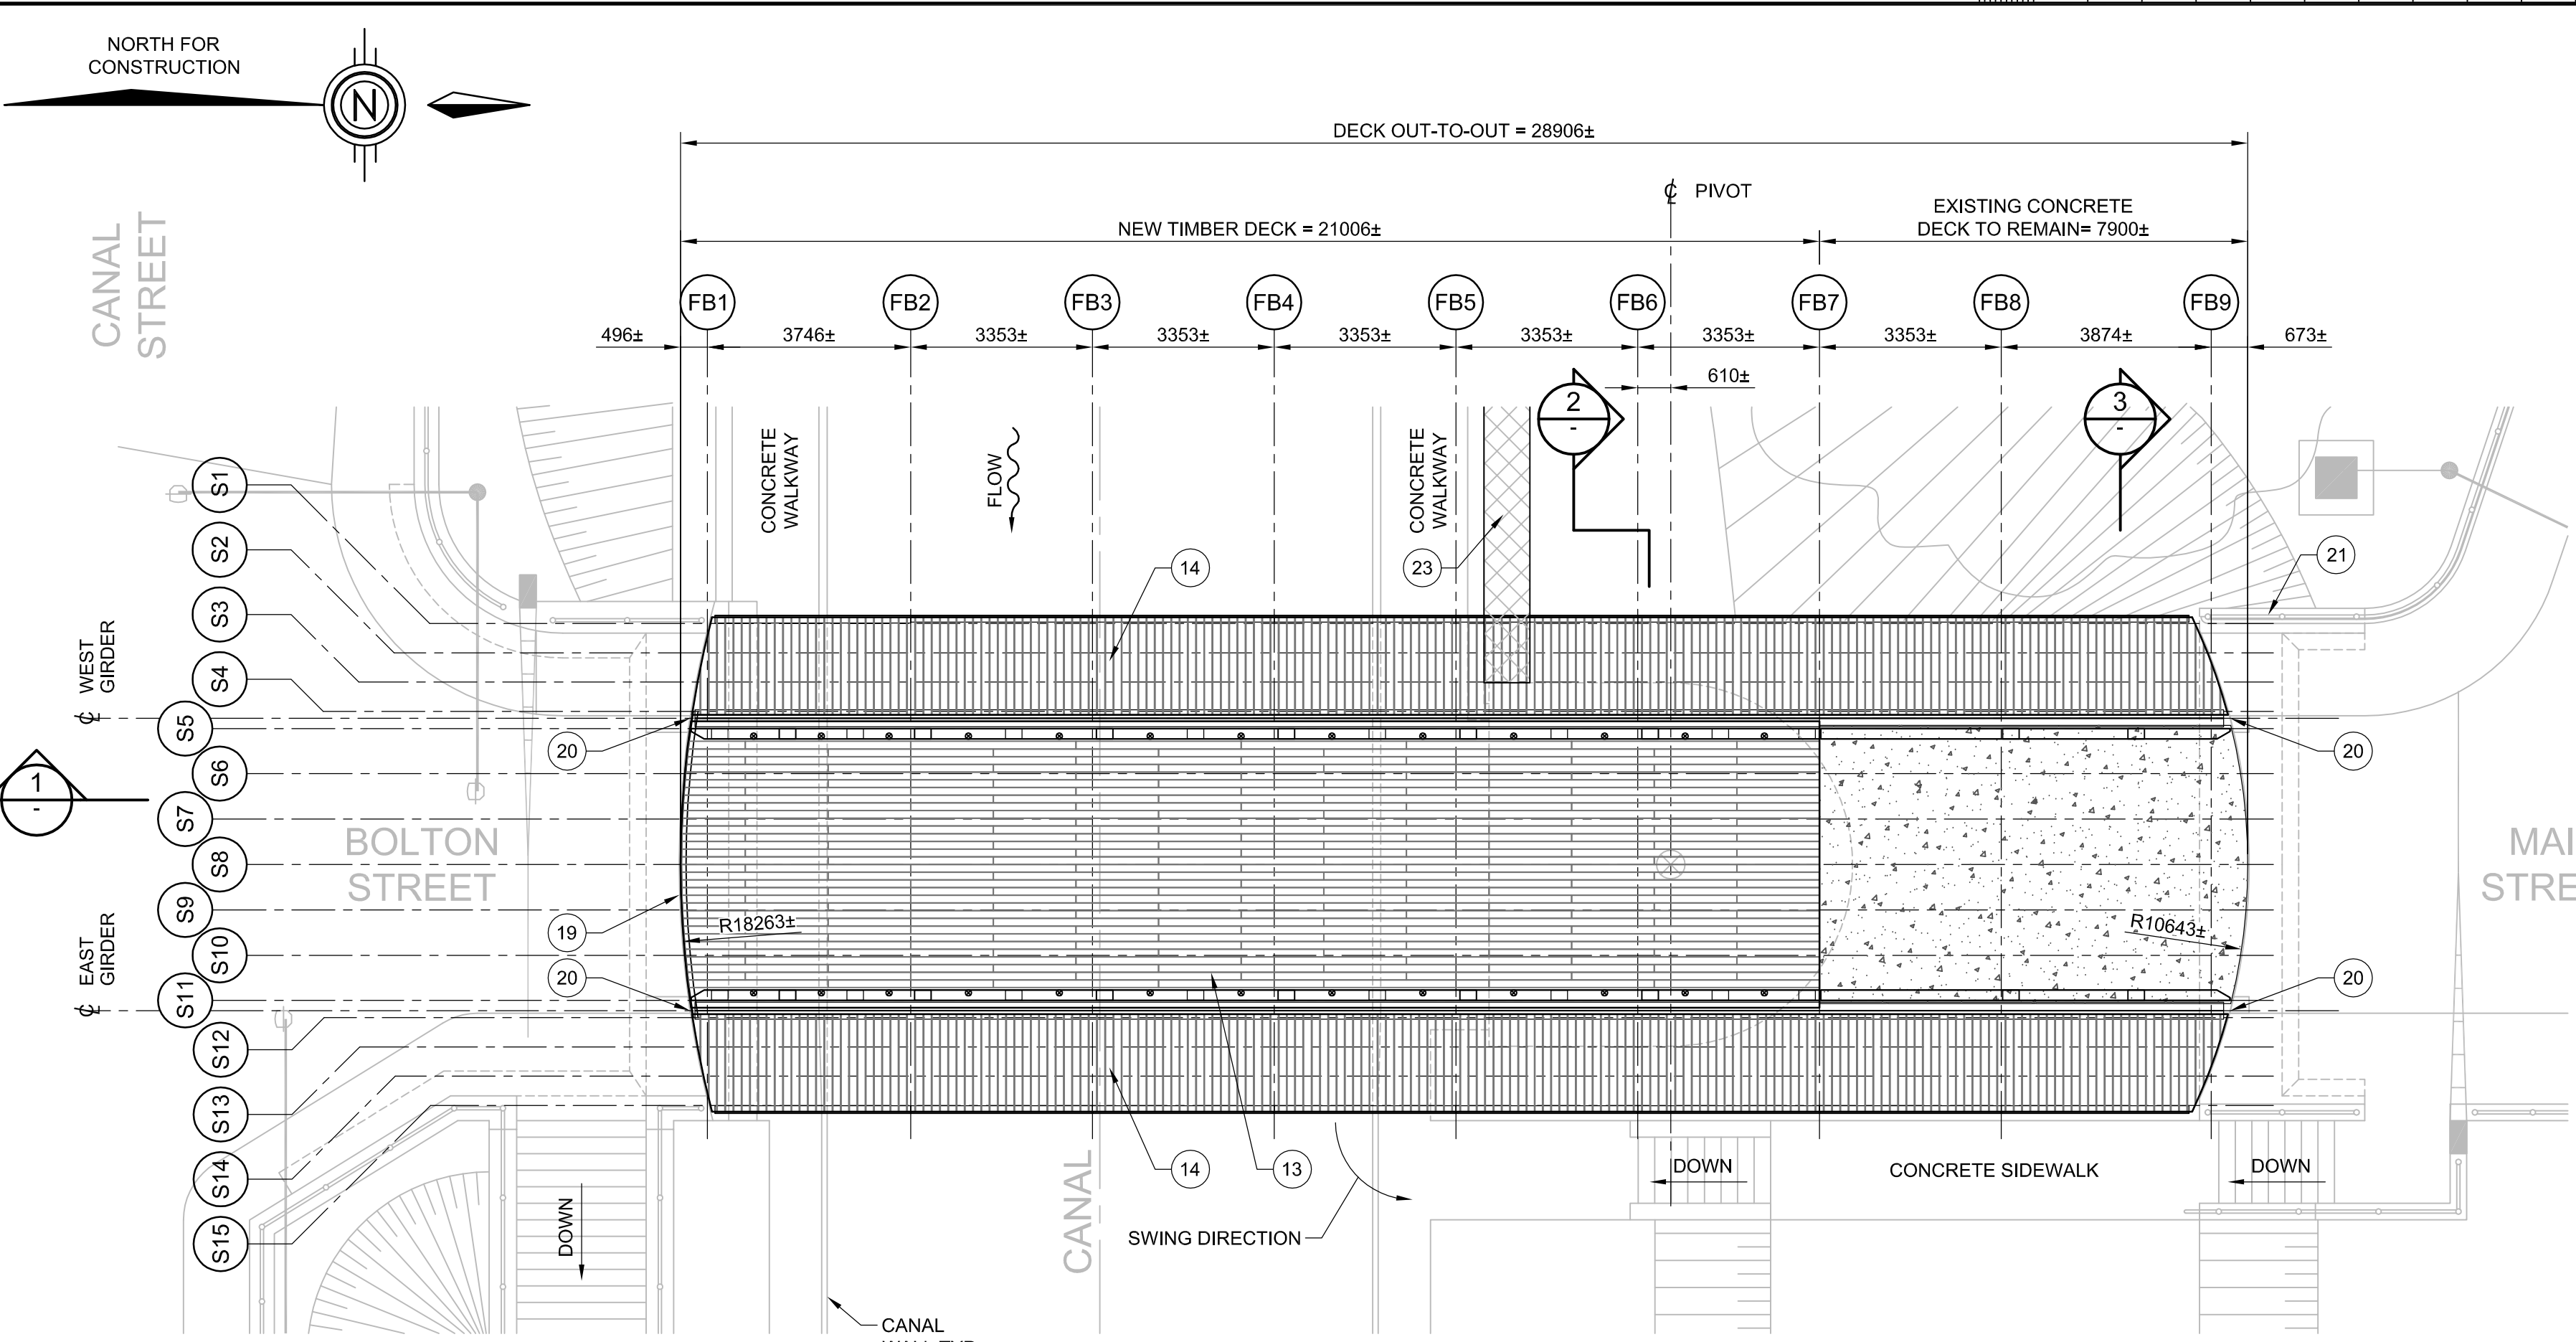 NORTH FOR
CONSTRUCTION
N
DECK OUT-TO-OUT = 28906±
℄ PIVOT
NEW TIMBER DECK = 21006±
EXISTING CONCRETE
DECK TO REMAIN= 7900±
CANAL
STREET
FB1 FB2 FB3 FB4 FB5 FB6 FB7 FB8 FB9
496± 3746± 3353± 3353± 3353± 3353± 3353± 3353± 3874± 673±
610±
2
-
3
-
CONCRETE
WALKWAY
FLOW
CONCRETE
WALKWAY
S1
S2
S3
S4
S5
S6
S7
S8
S9
S10
S11
S12
S13
S14
S15
℄ WEST
GIRDER
℄ EAST
GIRDER
14
23
21
20
20
1
-
BOLTON
STREET
MAI
STRE
19
R18263±
R10643±
20
20
14
13
DOWN
CANAL
SWING DIRECTION
DOWN
CONCRETE SIDEWALK
DOWN
CANAL